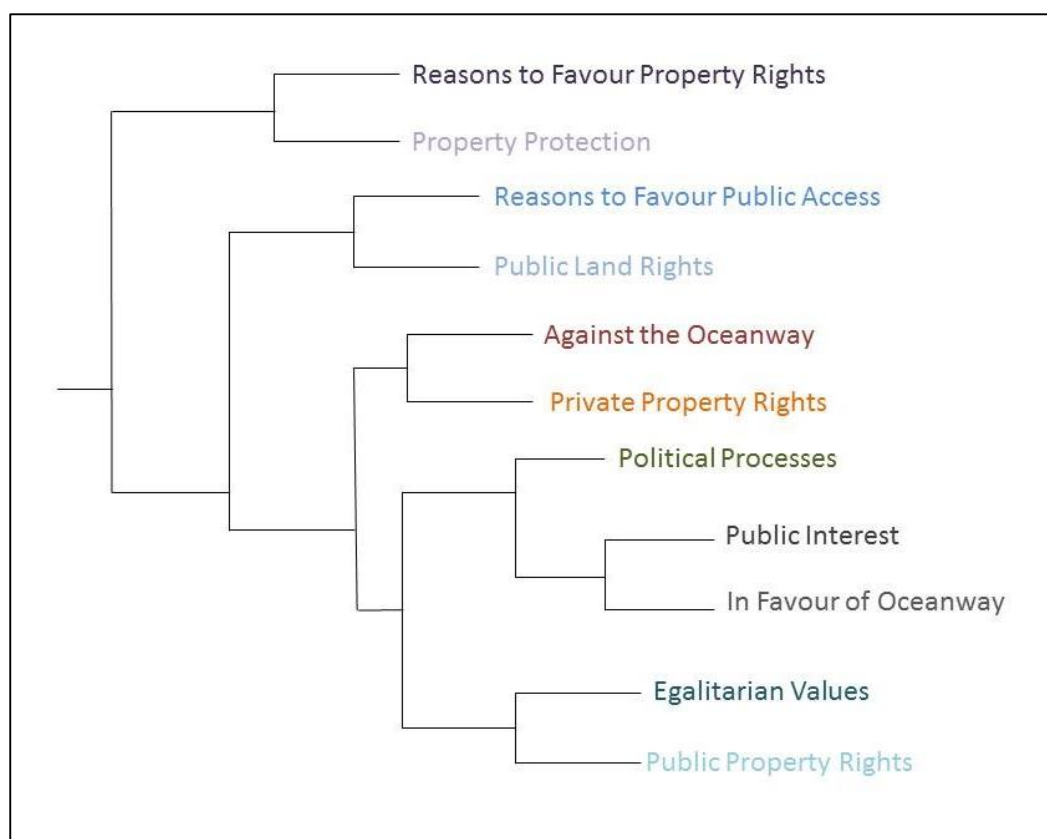 Reasons to Favour Property Rights
Property Protection
Reasons to Favour Public Access
Public Land Rights
Against the Oceanway
Private Property Rights
Political Processes
Public Interest
In Favour of Oceanway
Egalitarian Values
Public Property Rights